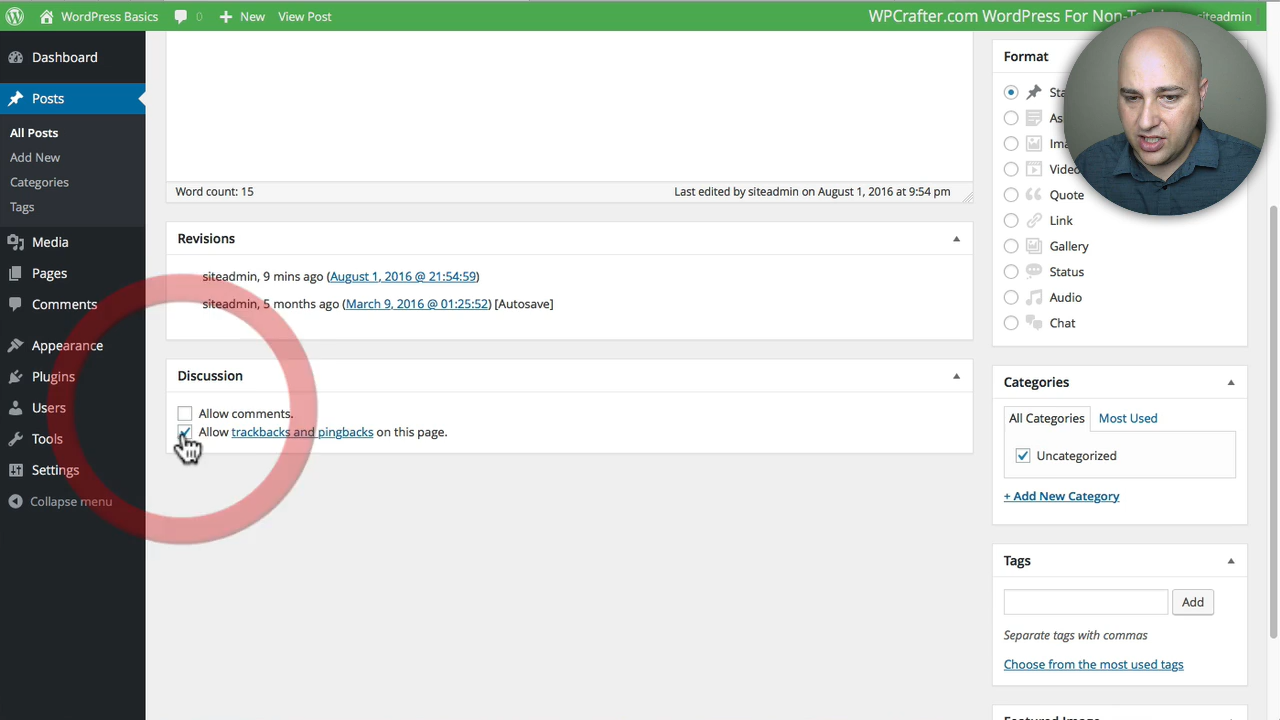 WordPress Basics 0 New View Post WPCrafter.com WordPress For Non- siteadmin
Dashboard
Posts
All Posts
Add New
Categories
Tags
Media
Pages
Comments
Appearance
Plugins
Users
Tools
Settings
Collapse menu
Word count: 15 Last edited by siteadmin on August 1, 2016 at 9:54 pm
Revisions
siteadmin, 9 mins ago (August 1, 2016 @ 21:54:59)
siteadmin, 5 months ago (March 9, 2016 @ 01:25:52) [Autosave]
Discussion
Allow comments.
Allow trackbacks and pingbacks on this page.
Format
Video
Quote
Link
Gallery
Status
Audio
Chat
Categories
All Categories Most Used
Uncategorized
+ Add New Category
Tags
Add
Separate tags with commas
Choose from the most used tags
Featured Image